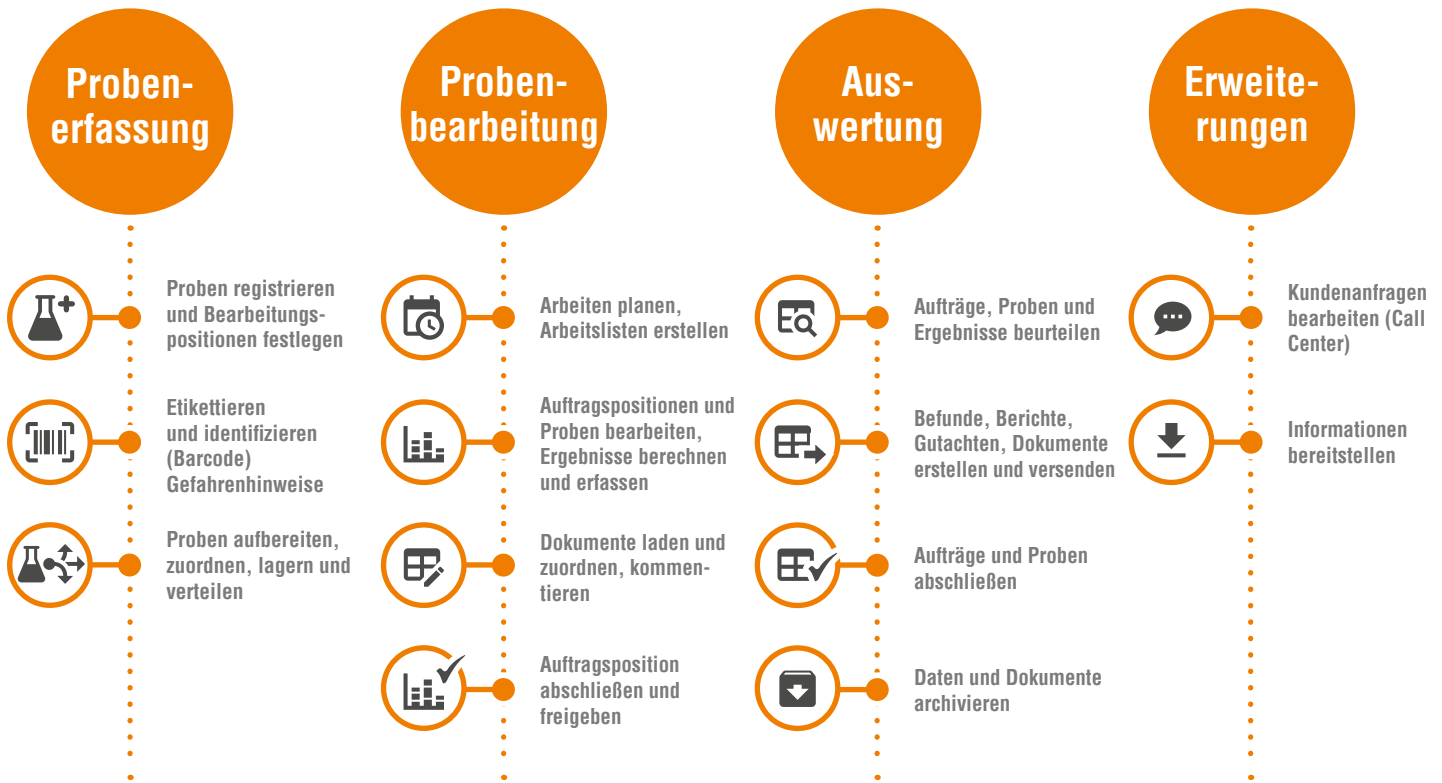 Proben-
erfassung
Proben registrieren
und Bearbeitungs-
positionen festlegen
Etikettieren
und identifizieren
(Barcode)
Gefahrenhinweise
Proben aufbereiten,
zuordnen, lagern und
verteilen
Proben-
bearbeitung
Arbeiten planen,
Arbeitslisten erstellen
Auftragspositionen und
Proben bearbeiten,
Ergebnisse berechnen
und erfassen
Dokumente laden und
zuordnen, kommen-
tieren
Auftragsposition
abschließen und
freigeben
Aus-
wertung
Aufträge, Proben und
Ergebnisse beurteilen
Befunde, Berichte,
Gutachten, Dokumente
erstellen und versenden
Aufträge und Proben
abschließen
Daten und Dokumente
archivieren
Erweite-
rungen
Kundenanfragen
bearbeiten (Call
Center)
Informationen
bereitstellen